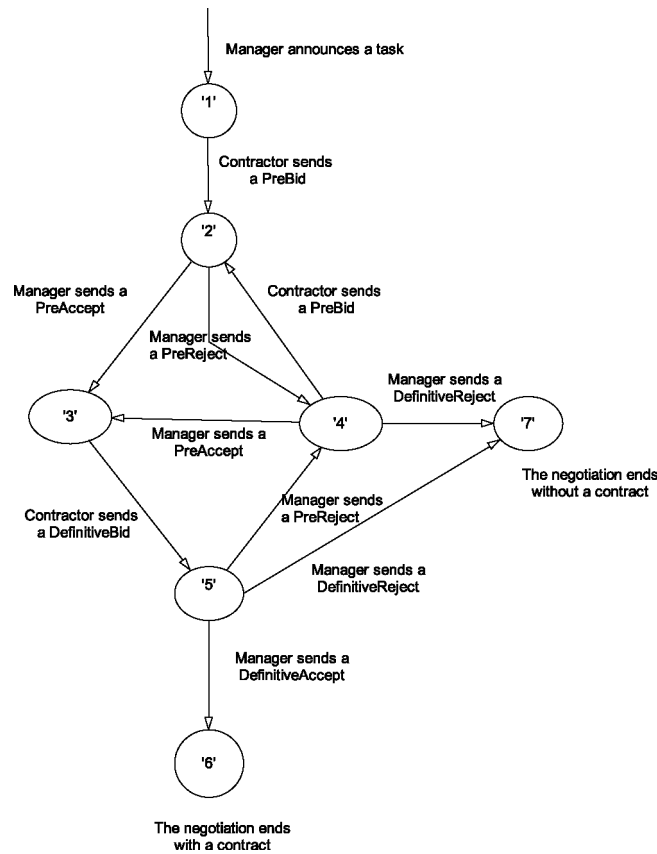 Manager announces a task
'1'
Contractor sends
a PreBid
'2'
Manager sends a
PreAccept
Contractor sends
a PreBid
Manager sends
a PreReject
Manager sends a
DefinitiveReject
'3'
'4'
'7'
Manager sends a
PreAccept
The negotiation ends
without a contract
Contractor sends
a DefinitiveBid
Manager sends
a PreReject
Manager sends a
DefinitiveReject
'5'
Manager sends a
DefinitiveAccept
'6'
The negotiation ends
with a contract